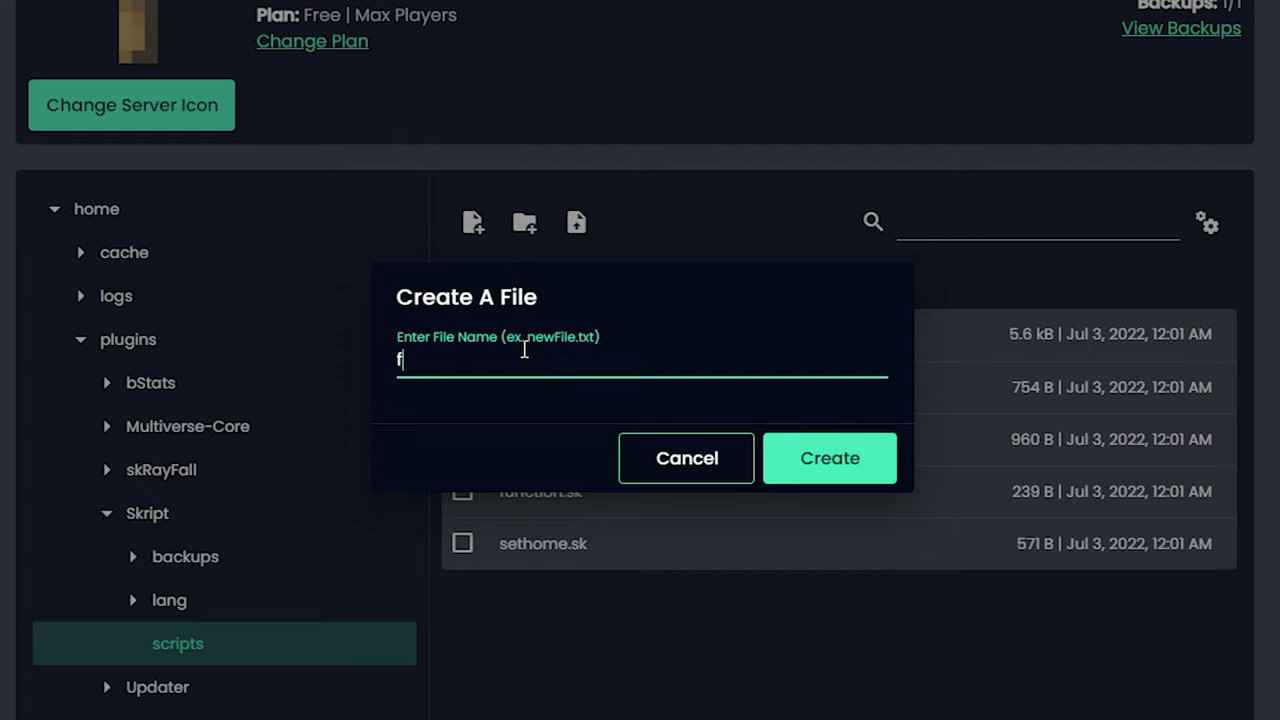 Plan: Free | Max Players
Change Plan
Backups: 1/1
View Backups
Change Server Icon
home
cache
logs
plugins
bStats
Multiverse-Core
skRayFall
Skript
backups
lang
scripts
Updater
Create A File
Enter File Name (ex. newFile.txt)
f
Cancel
Create
5.6 kB | Jul 3, 2022, 12:01 AM
754 B | Jul 3, 2022, 12:01 AM
960 B | Jul 3, 2022, 12:01 AM
function.sk
239 B | Jul 3, 2022, 12:01 AM
sethome.sk
571 B | Jul 3, 2022, 12:01 AM